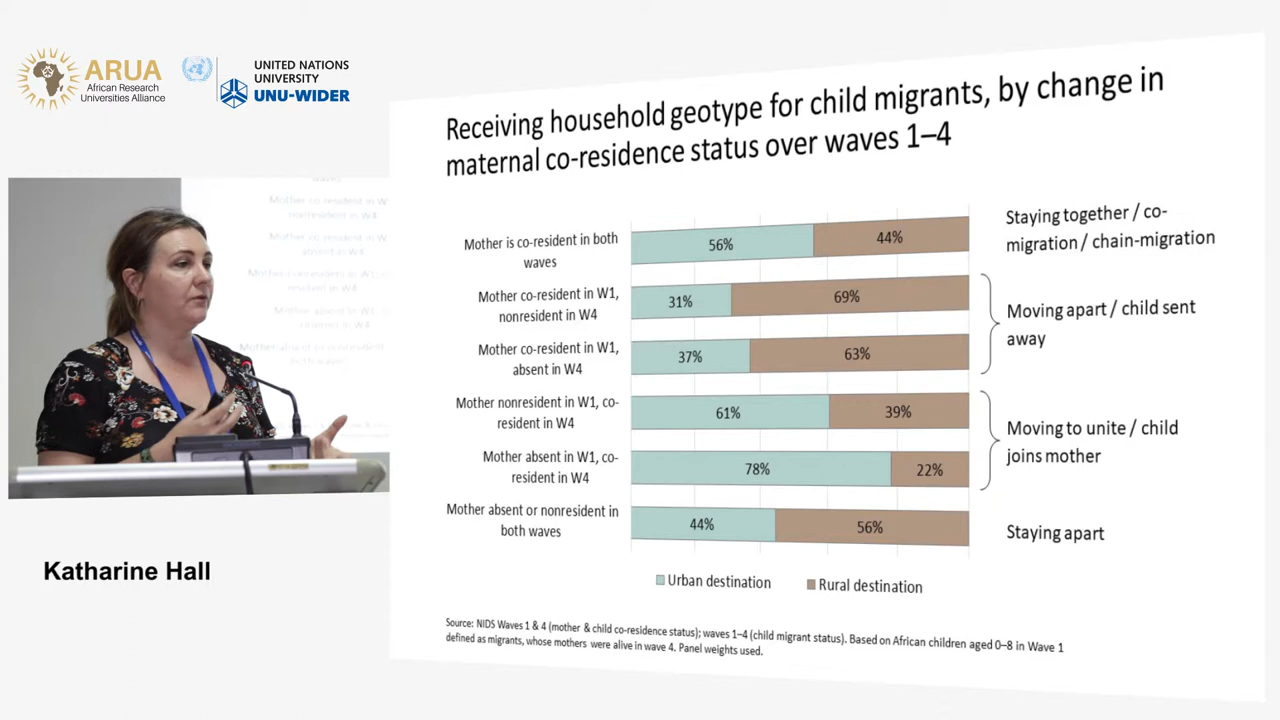 ARUA
African Research
Universities Alliance
UNITED NATIONS
UNIVERSITY
UNU-WIDER
Receiving household geotype for child migrants, by change in
maternal co-residence status over waves 1–4
Mother is co-resident in both
waves
56%
44%
Staying together / co-
migration / chain-migration
Mother co-resident in W1,
nonresident in W4
31%
69%
Mother co-resident in W1,
absent in W4
37%
63%
Moving apart / child sent
away
Mother nonresident in W1, co-
resident in W4
61%
39%
Mother absent in W1, co-
resident in W4
78%
22%
Moving to unite / child
joins mother
Mother absent or nonresident in
both waves
44%
56%
Staying apart
Urban destination
Rural destination
Source: NIDS Waves 1 & 4 (mother & child co-residence status); waves 1–4 (child migrant status). Based on African children aged 0–8 in Wave 1
defined as migrants, whose mothers were alive in wave 4. Panel weights used.
Katharine Hall